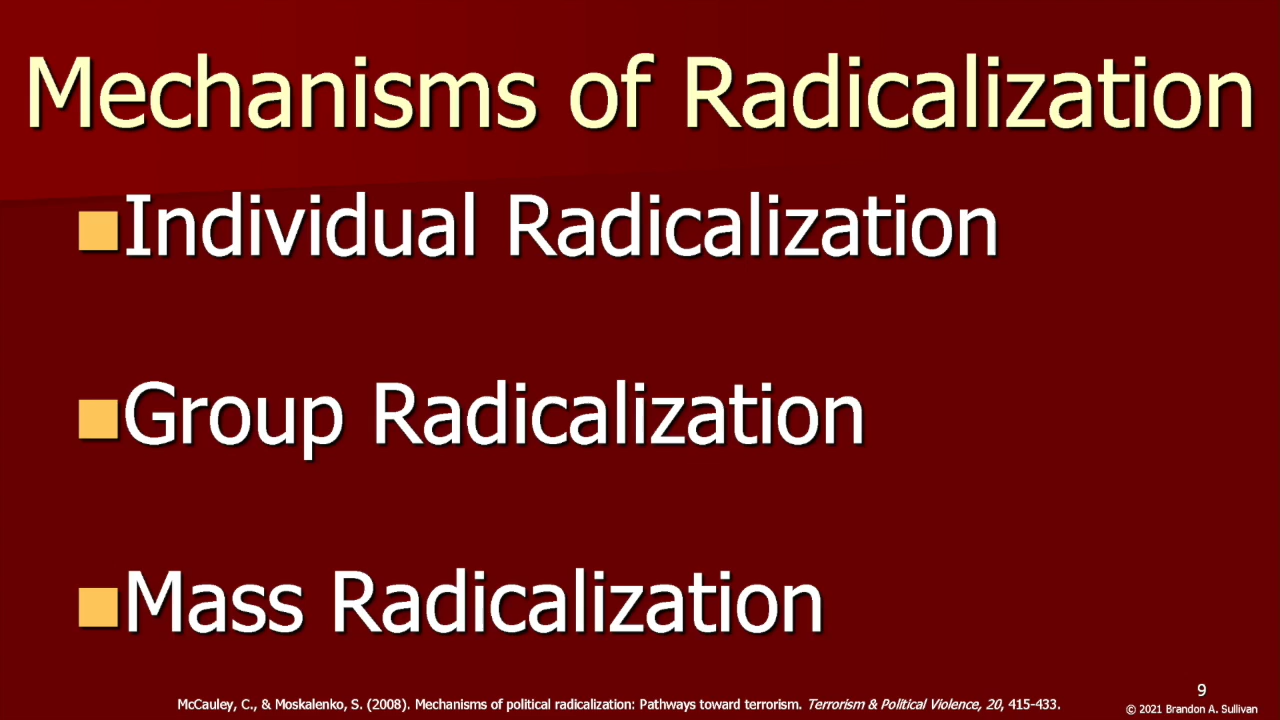 Mechanisms of Radicalization
Individual Radicalization
Group Radicalization
Mass Radicalization
McCauley, C., & Moskalenko, S. (2008). Mechanisms of political radicalization: Pathways toward terrorism. Terrorism & Political Violence, 20, 415-433.
9
© 2021 Brandon A. Sullivan